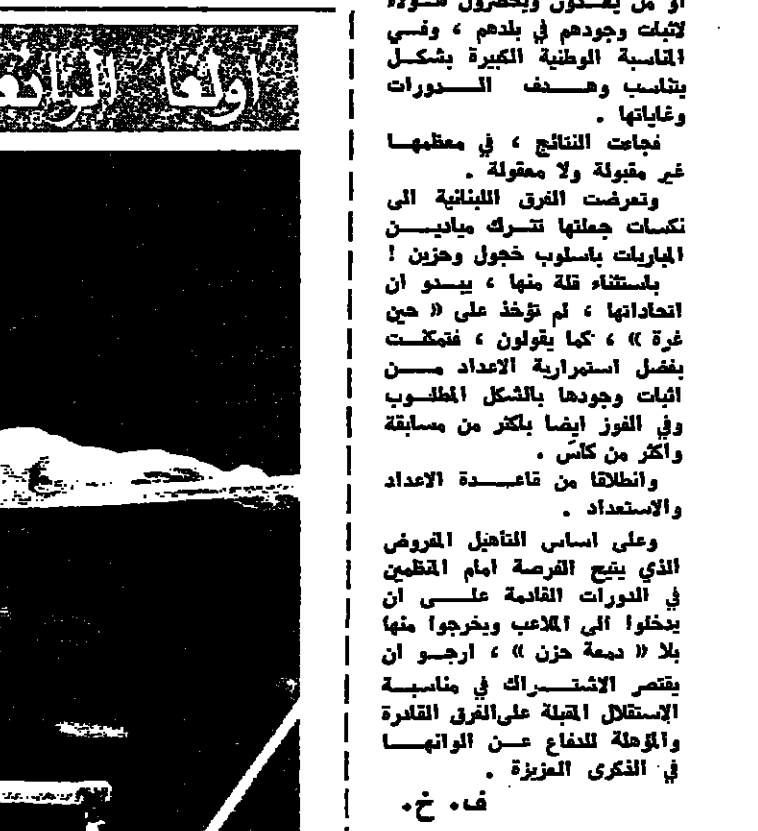 لاثبات وجودهم في بلدهم ، وفي
المناسبة الوطنية الكبيرة بشكل
يتناسب وهدف الدورات
وغاياتها .
فجاءت النتائج ، في معظمها
غير مقبولة ولا معقولة .
وتعرضت الفرق اللبنانية الى
نكسات جعلتها تترك ميادين
المباريات باسلوب خجول وحزين !
باستثناء قلة منها ، يبدو ان
اتحاداتها ، لم تؤخذ على « حين
غرة » ، كما يقولون ، فتمكنت
بفضل استمرارية الاعداد من
اثبات وجودها بالشكل المطلوب
وفي الفوز ايضا باكثر من مسابقة
واكثر من كأس .
وانطلاقا من قاعدة الاعداد
والاستعداد .
وعلى اساس التأهيل المفروض
الذي يتيح الفرصة امام المنظمين
في الدورات القادمة على ان
يدخلوا الى الملاعب ويخرجوا منها
بلا « دمعة حزن » ، ارجو ان
يقتصر الاشتراك في مناسبة
الاستقلال المقبلة على الفرق القادرة
والمؤهلة للدفاع عن الوانها
في الذكرى العزيزة .
ف. خ.
اولغا